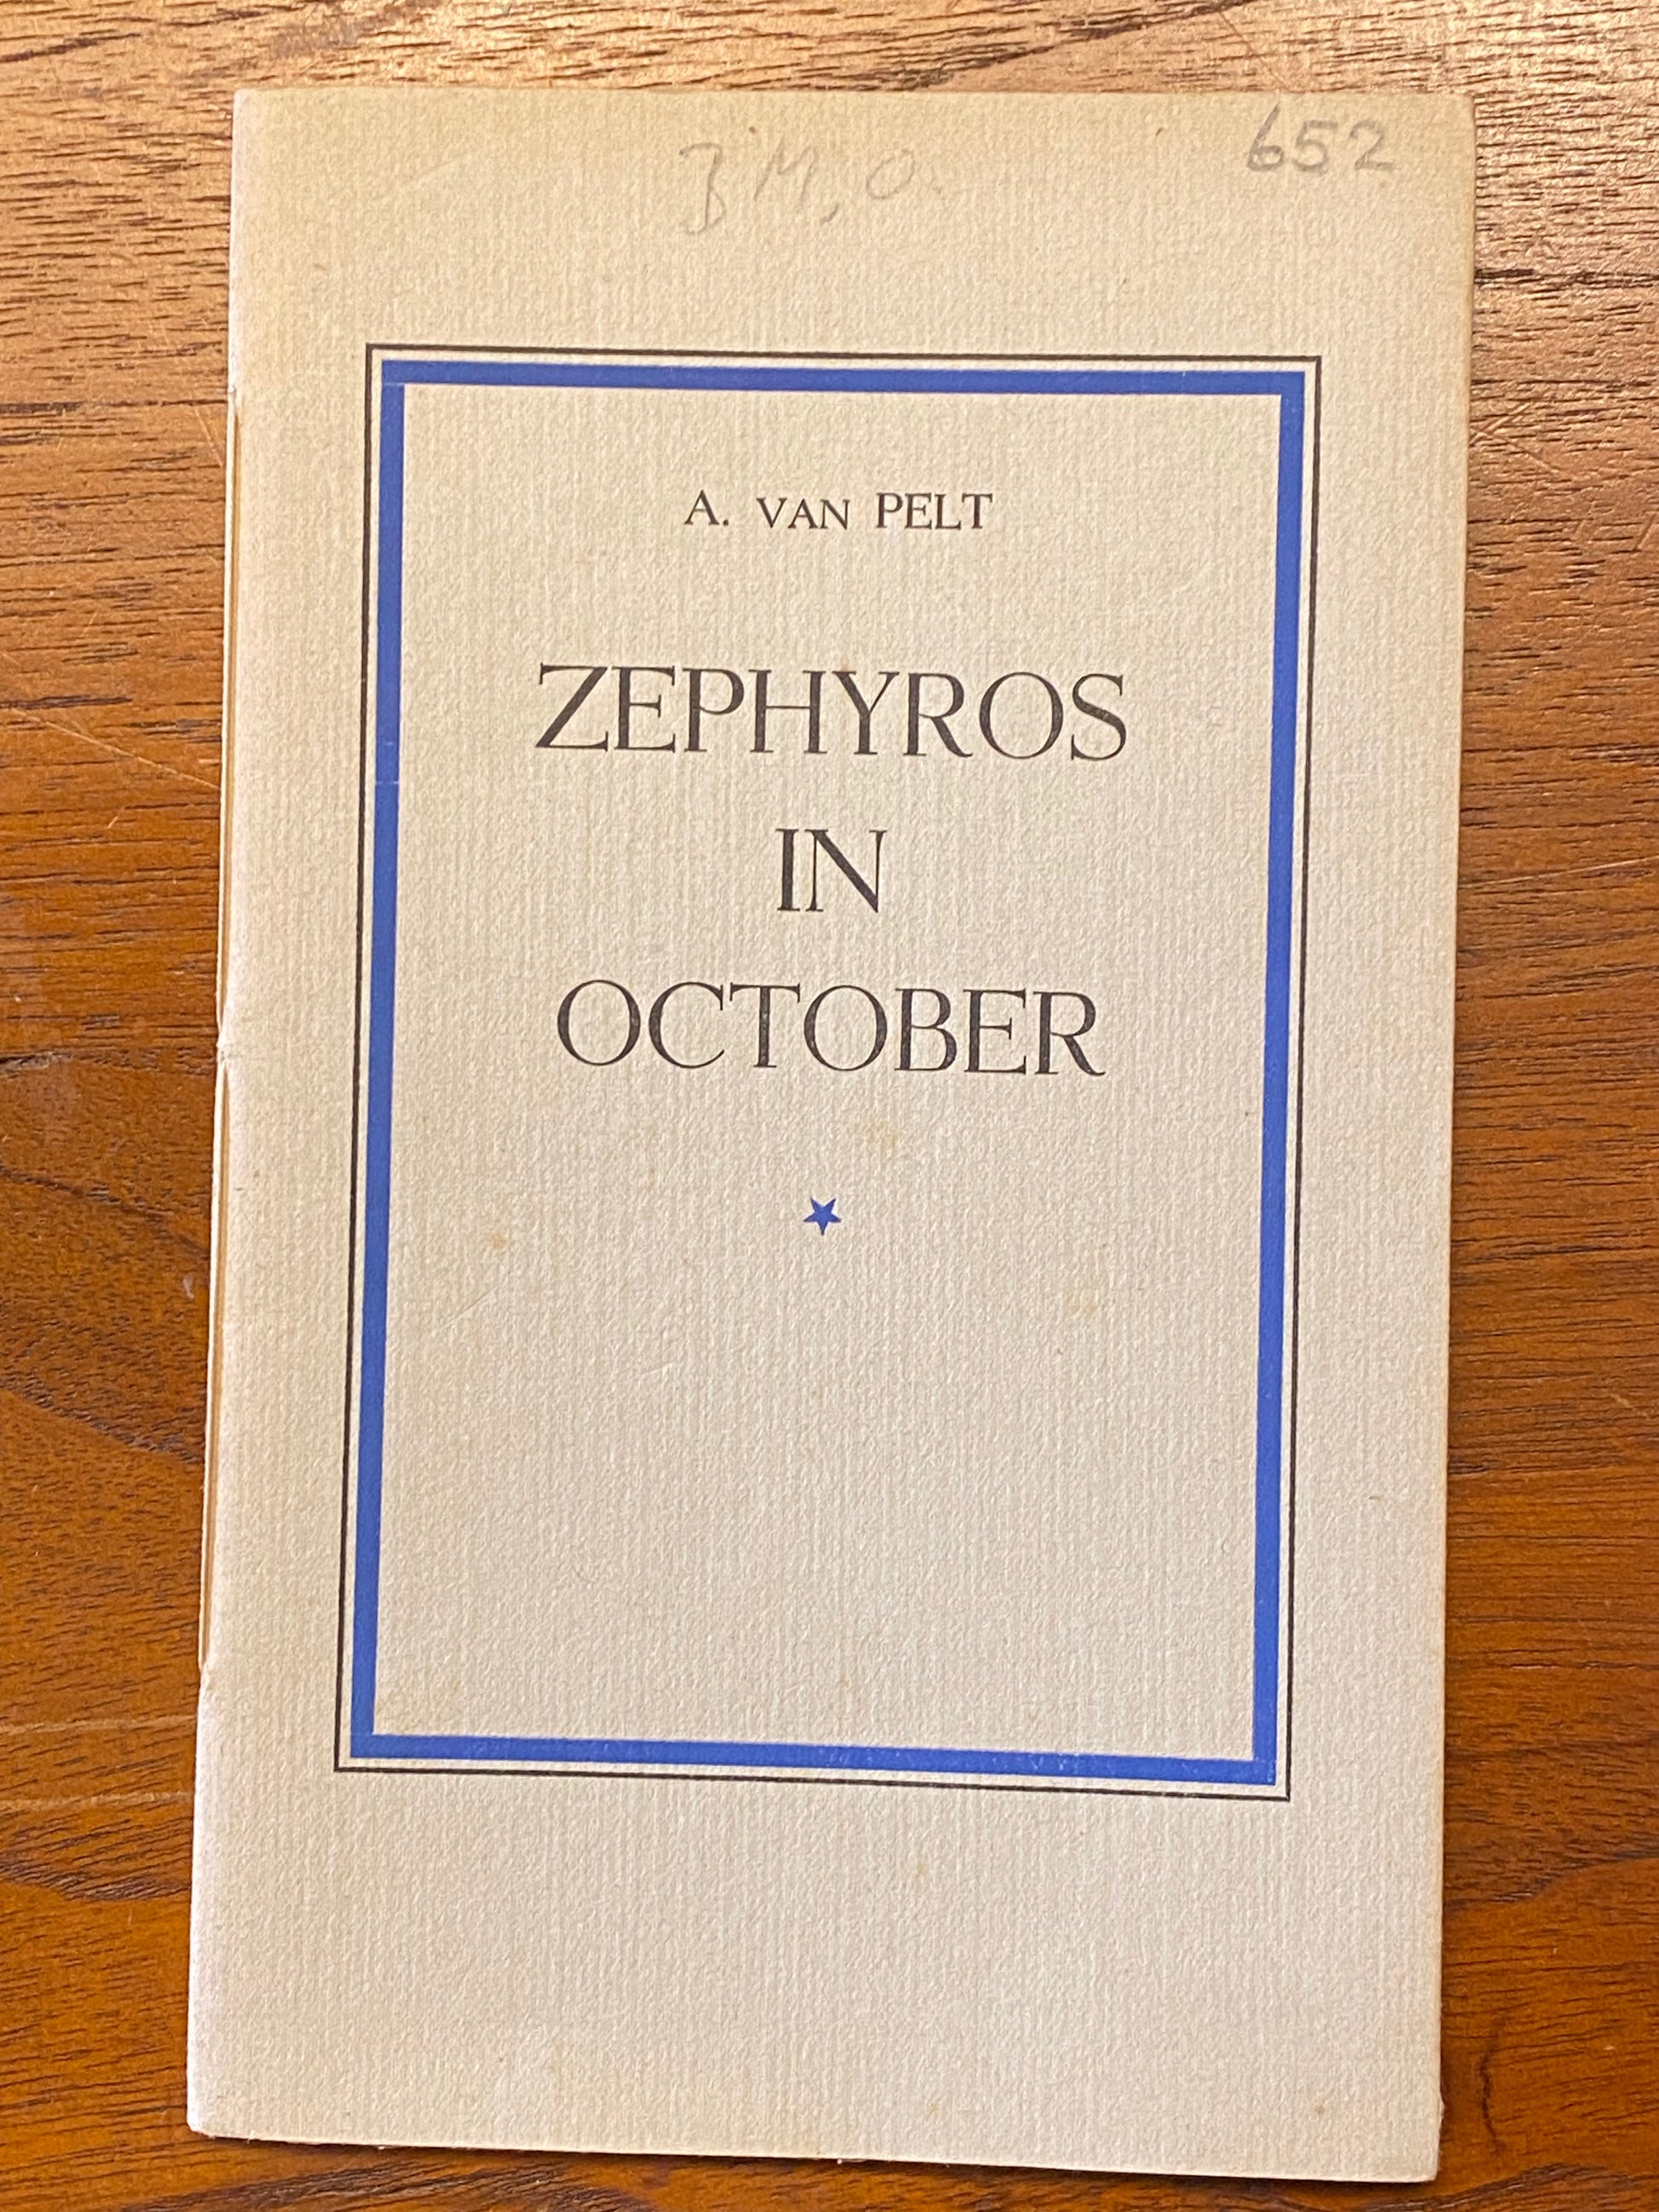 652
B M. O.
A. VAN PELT
ZEPHYROS
IN
OCTOBER